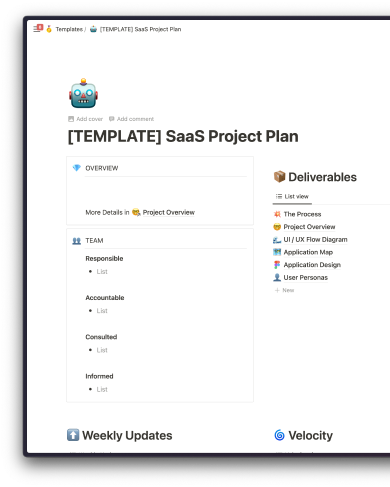 Templates / [TEMPLATE] SaaS Project Plan
Add cover Add comment
[TEMPLATE] SaaS Project Plan
OVERVIEW
More Details in Project Overview
TEAM
Responsible
List
Accountable
List
Consulted
List
Informed
List
Deliverables
List view
The Process
Project Overview
UI / UX Flow Diagram
Application Map
Application Design
User Personas
+ New
Weekly Updates
Velocity